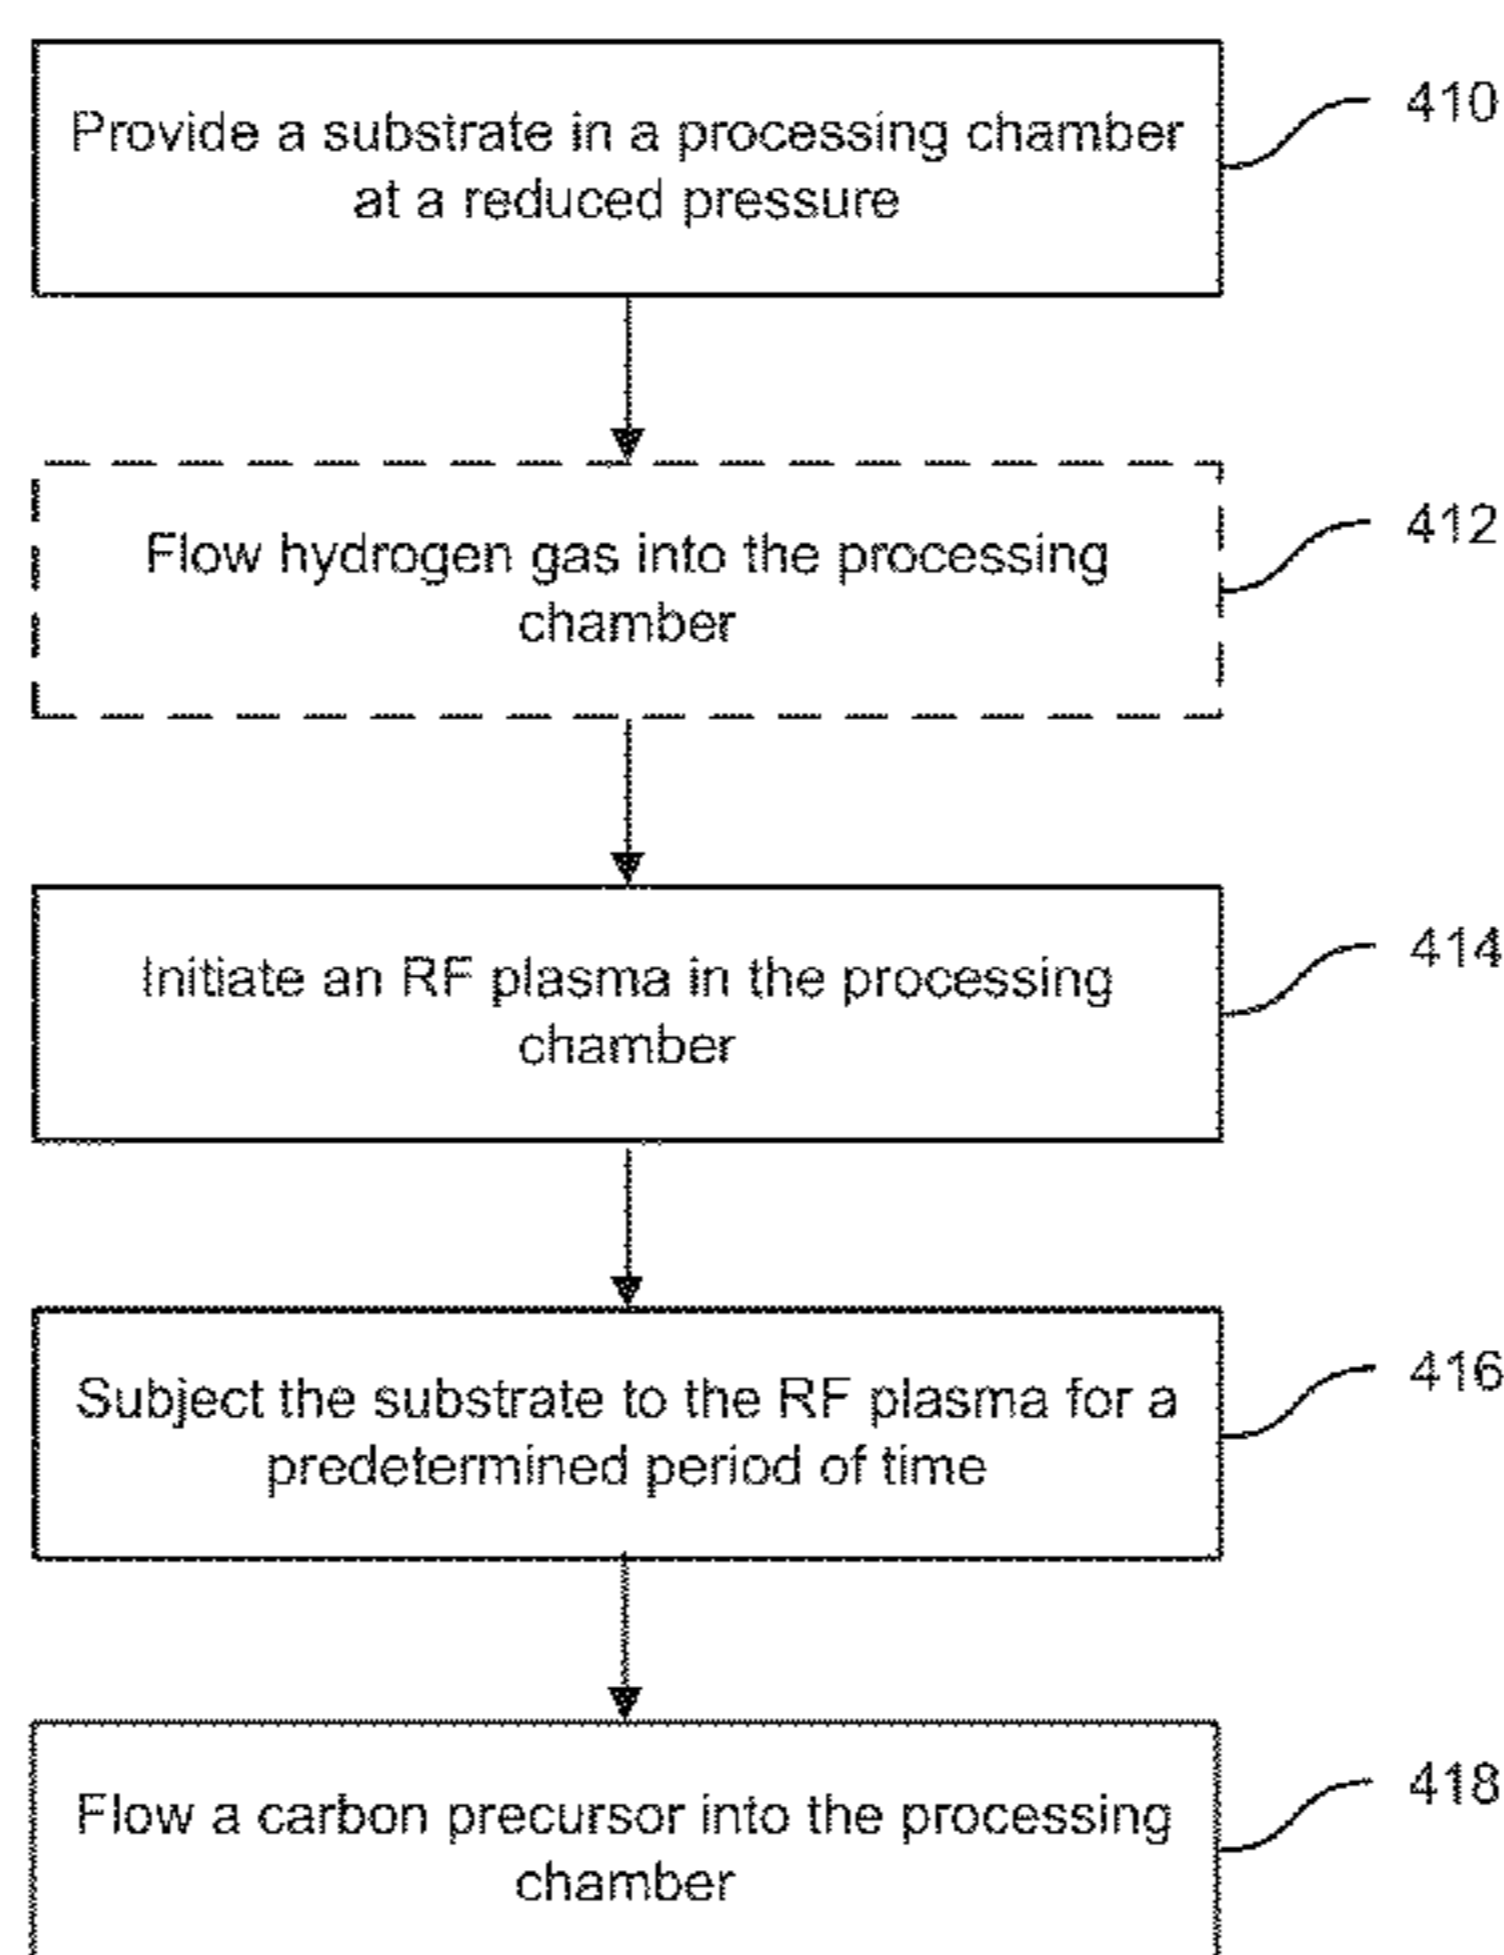 Provide a substrate in a processing chamber
at a reduced pressure
410
Flow hydrogen gas into the processing
chamber
412
Initiate an RF plasma in the processing
chamber
414
Subject the substrate to the RF plasma for a
predetermined period of time
416
Flow a carbon precursor into the processing
chamber
418